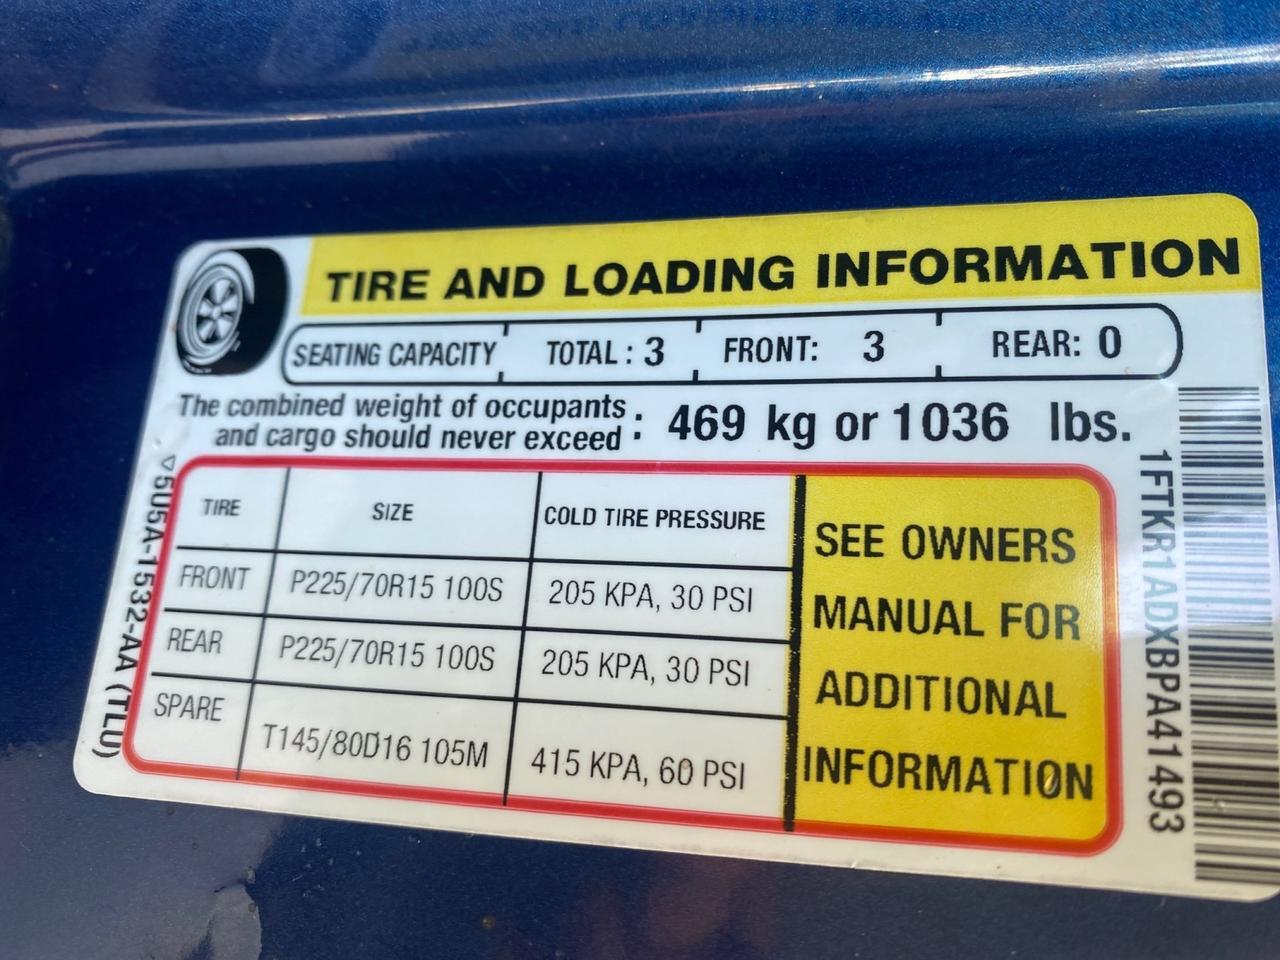 TIRE AND LOADING INFORMATION
SEATING CAPACITY TOTAL : 3 FRONT: 3 REAR: 0
The combined weight of occupants and cargo should never exceed : 469 kg or 1036 lbs.
TIRE SIZE COLD TIRE PRESSURE
FRONT P225/70R15 100S 205 KPA, 30 PSI
REAR P225/70R15 100S 205 KPA, 30 PSI
SPARE T145/80D16 105M 415 KPA, 60 PSI
SEE OWNERS
MANUAL FOR
ADDITIONAL
INFORMATION
5U5A-1532-AA (TLU)
1FTKR1ADXBPA41493